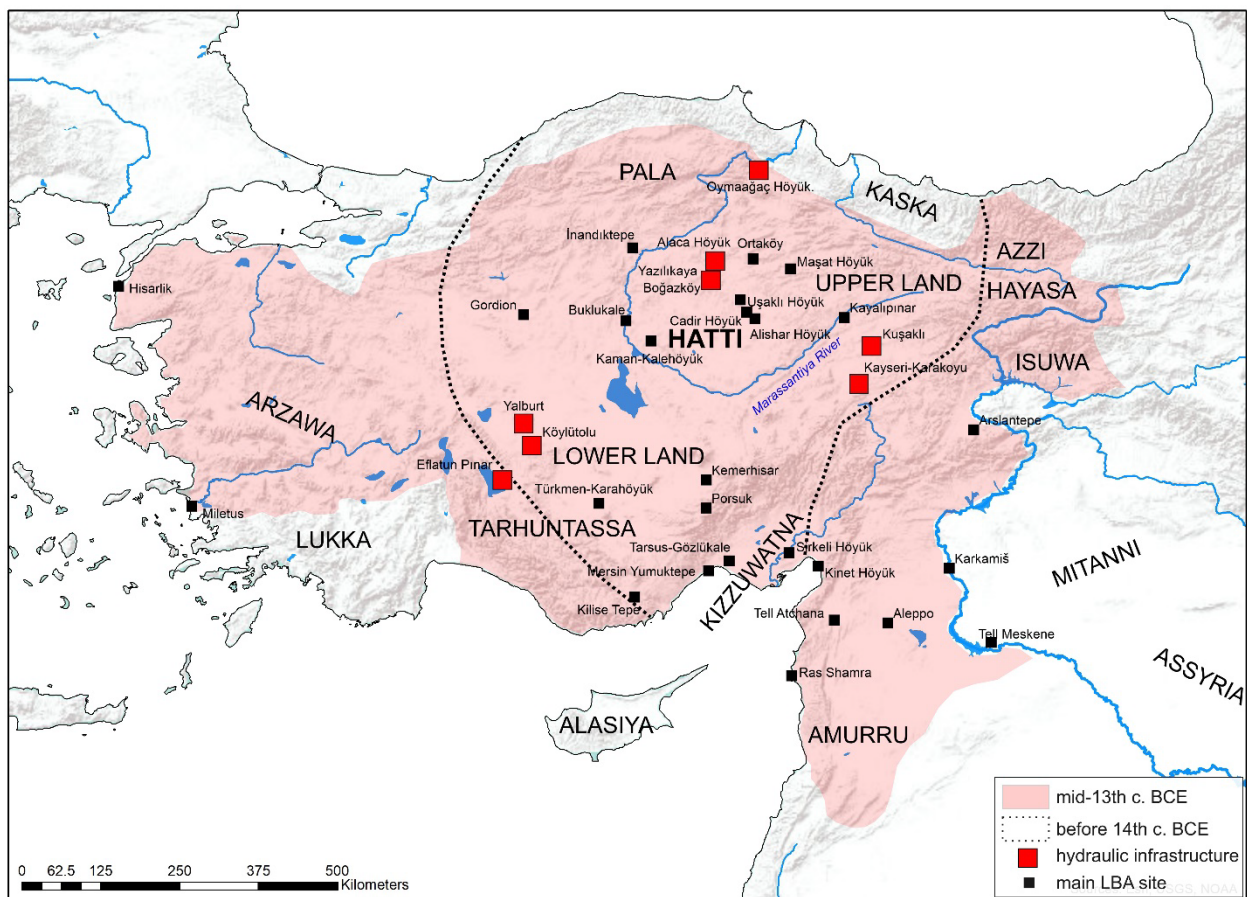 PALA
Oymaağaç Höyük.
KASKA
İnandıktepe
Alaca Höyük
Ortaköy
AZZI
Yazılıkaya
Maşat Höyük
Hisarlik
Boğazköy
UPPER LAND
HAYASA
Gordion
Buklukale
Uşaklı Höyük
Kayalıpınar
Cadir Höyük
Alishar Höyük
HATTI
Kuşaklı
Kaman-Kalehöyük
Marassantiya River
Kayseri-Karakoyu
ISUWA
ARZAWA
Yalburt
Köylütolu
Arslantepe
Eflatun Pınar
LOWER LAND
Kemerhisar
Türkmen-Karahöyük
Porsuk
Miletus
TARHUNTASSA
LUKKA
Tarsus-Gözlükale
Sirkeli Höyük
Mersin Yumuktepe
KIZZUWATNA
Kinet Höyük
Karkamiš
MITANNI
Kilise Tepe
Tell Atchana
Aleppo
Tell Meskene
ASSYRIA
Ras Shamra
ALASIYA
AMURRU
mid-13th c. BCE
before 14th c. BCE
hydraulic infrastructure
main LBA site
0 62.5 125 250 375 500
Kilometers
USGS, NOAA